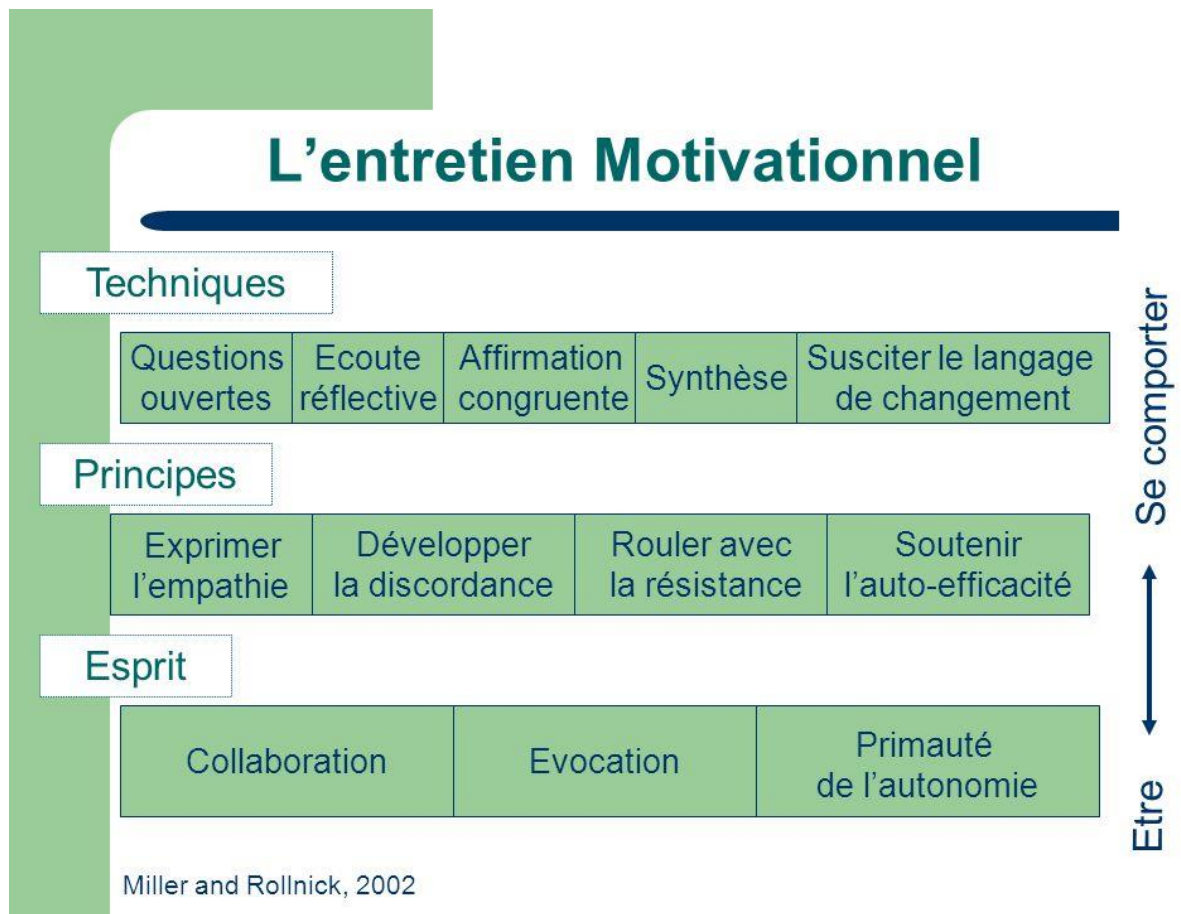 L’entretien Motivationnel
Techniques
Questions
ouvertes
Ecoute
réflective
Affirmation
congruente
Synthèse
Susciter le langage
de changement
Principes
Exprimer
l’empathie
Développer
la discordance
Rouler avec
la résistance
Soutenir
l’auto-efficacité
Esprit
Collaboration
Evocation
Primauté
de l’autonomie
Se comporter
Etre
Miller and Rollnick, 2002